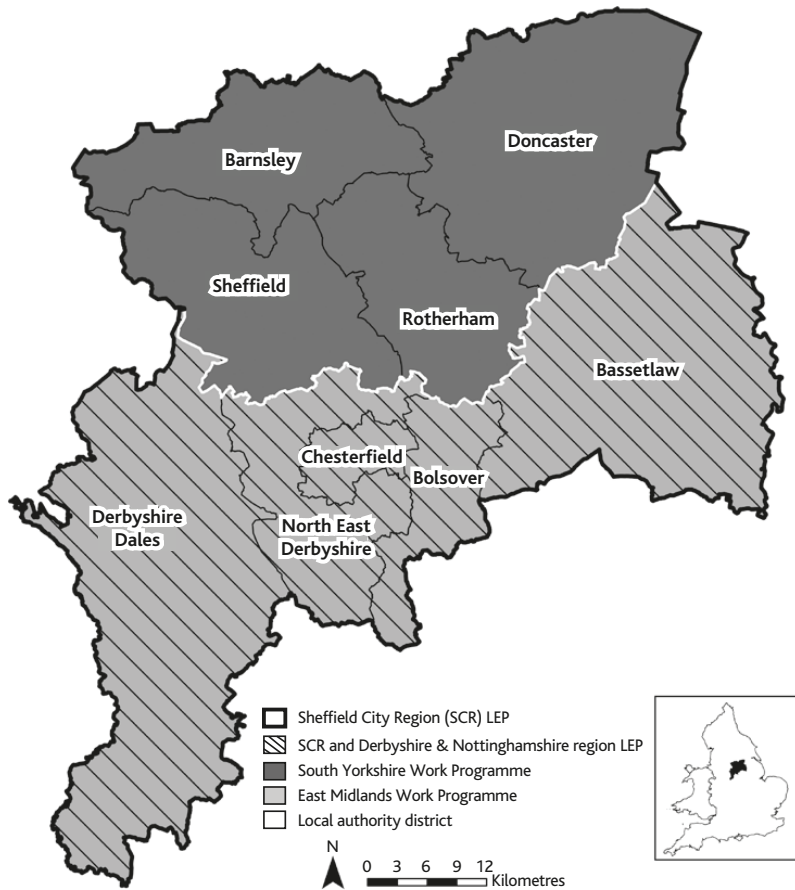 Barnsley
Doncaster
Sheffield
Rotherham
Bassetlaw
Chesterfield
Bolsover
Derbyshire
Dales
North East
Derbyshire
Sheffield City Region (SCR) LEP
SCR and Derbyshire & Nottinghamshire region LEP
South Yorkshire Work Programme
East Midlands Work Programme
Local authority district
N
0 3 6 9 12
Kilometres